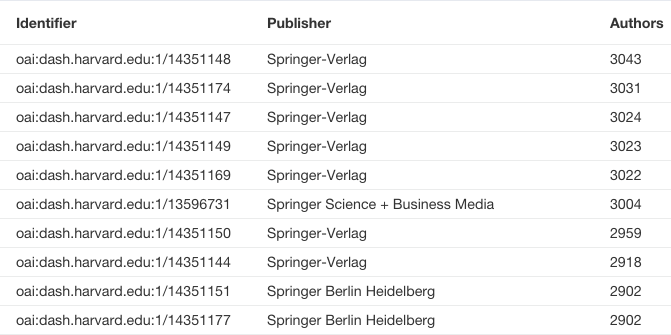 Identifier Publisher Authors
oai:dash.harvard.edu:1/14351148 Springer-Verlag 3043
oai:dash.harvard.edu:1/14351174 Springer-Verlag 3031
oai:dash.harvard.edu:1/14351147 Springer-Verlag 3024
oai:dash.harvard.edu:1/14351149 Springer-Verlag 3023
oai:dash.harvard.edu:1/14351169 Springer-Verlag 3022
oai:dash.harvard.edu:1/13596731 Springer Science + Business Media 3004
oai:dash.harvard.edu:1/14351150 Springer-Verlag 2959
oai:dash.harvard.edu:1/14351144 Springer-Verlag 2918
oai:dash.harvard.edu:1/14351151 Springer Berlin Heidelberg 2902
oai:dash.harvard.edu:1/14351177 Springer Berlin Heidelberg 2902